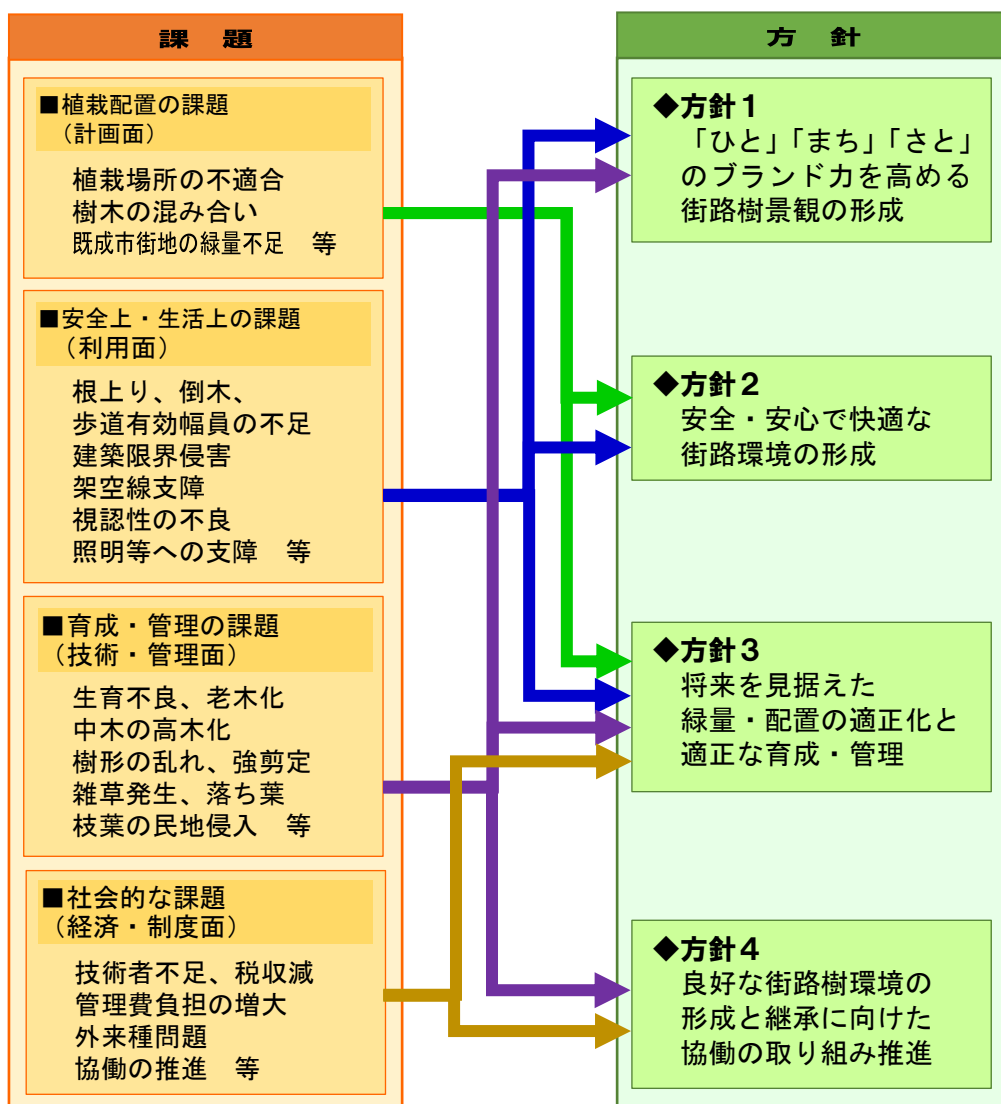 課　題
■植栽配置の課題
（計画面）
植栽場所の不適合
樹木の混み合い
既成市街地の緑量不足　等
■安全上・生活上の課題
（利用面）
根上り、倒木、
歩道有効幅員の不足
建築限界侵害
架空線支障
視認性の不良
照明等への支障　等
■育成・管理の課題
（技術・管理面）
生育不良、老木化
中木の高木化
樹形の乱れ、強剪定
雑草発生、落ち葉
枝葉の民地侵入　等
■社会的な課題
（経済・制度面）
技術者不足、税収減
管理費負担の増大
外来種問題
協働の推進　等
方　針
◆方針１
「ひと」「まち」「さと」
のブランド力を高める
街路樹景観の形成
◆方針２
安全・安心で快適な
街路環境の形成
◆方針３
将来を見据えた
緑量・配置の適正化と
適正な育成・管理
◆方針４
良好な街路樹環境の
形成と継承に向けた
協働の取り組み推進